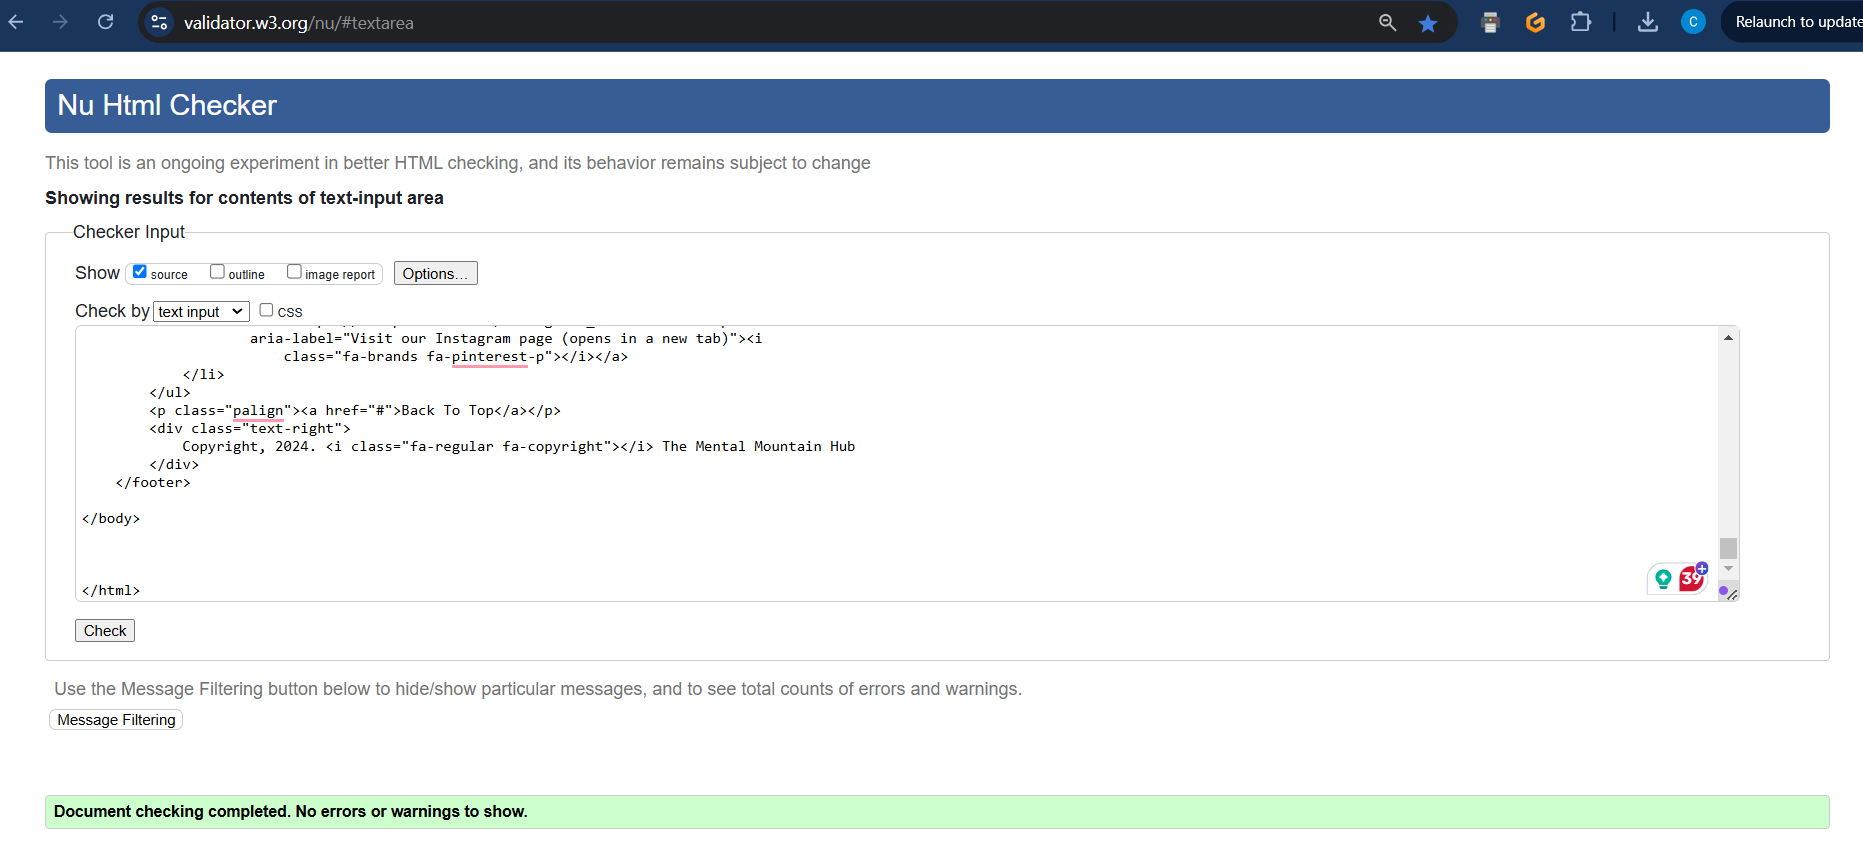 validator.w3.org/nu/#textarea
C
Relaunch to update
Nu Html Checker
This tool is an ongoing experiment in better HTML checking, and its behavior remains subject to change
Showing results for contents of text-input area
Checker Input
Show source outline image report Options...
Check by text input css
aria-label="Visit our Instagram page (opens in a new tab)"><i
class="fa-brands fa-pinterest-p"></i></a>
</li>
</ul>
<p class="palign"><a href="#">Back To Top</a></p>
<div class="text-right">
Copyright, 2024. <i class="fa-regular fa-copyright"></i> The Mental Mountain Hub
</div>
</footer>
</body>
39
</html>
Check
Use the Message Filtering button below to hide/show particular messages, and to see total counts of errors and warnings.
Message Filtering
Document checking completed. No errors or warnings to show.